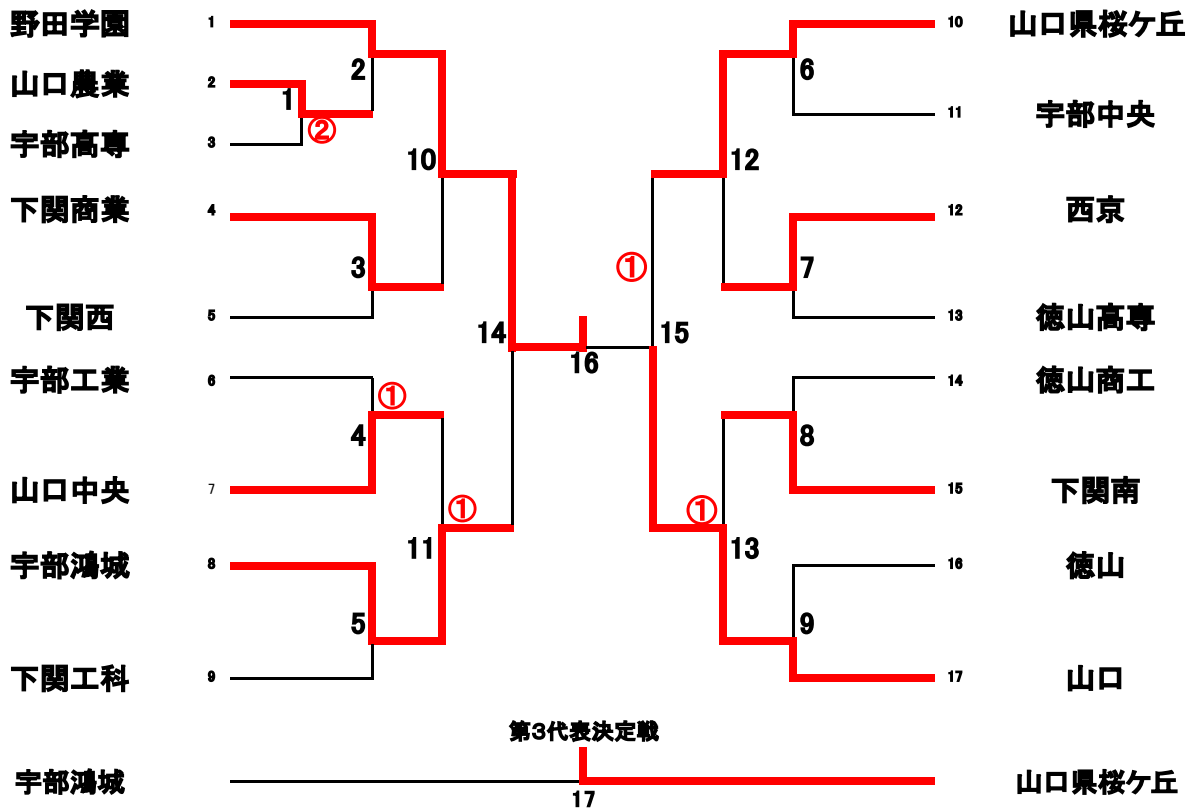 野田学園 1 10 山口県桜ケ丘
2 6
山口農業 2
1
宇部高専 3 ② 11 宇部中央
10 12
下関商業 4 12 西京
3 ① 7
下関西 5 13 徳山高専
14 15
16
宇部工業 6 14 徳山商工
①
4 8
山口中央 7 15 下関南
① ①
11 13
宇部鴻城 8 16 徳山
5 9
下関工科 9 17 山口
第3代表決定戦
宇部鴻城 山口県桜ケ丘
17